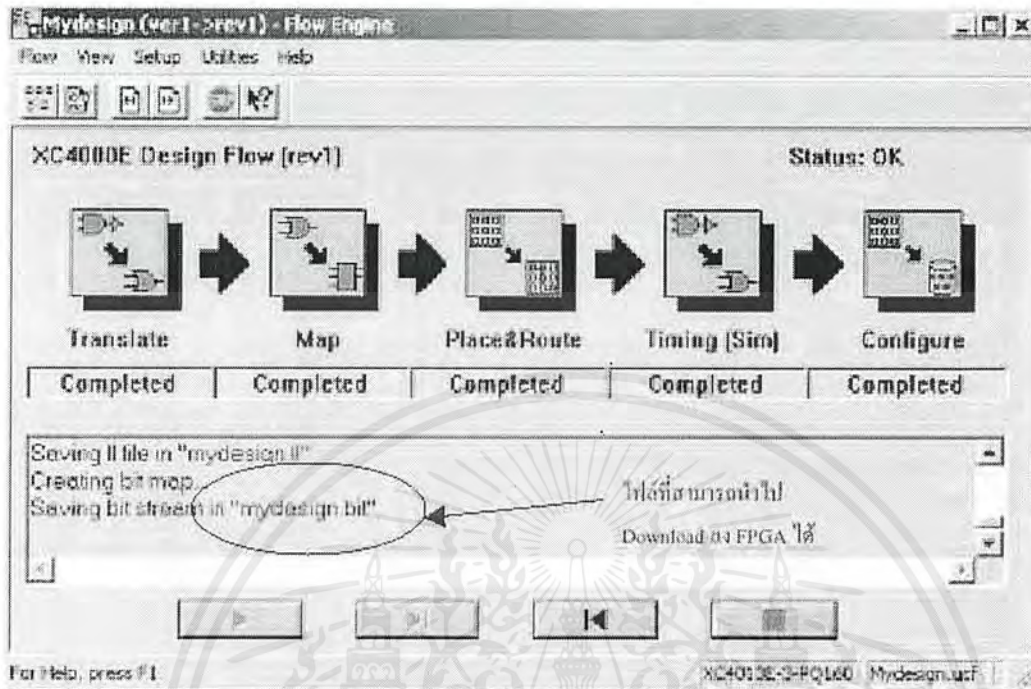 Mydesign (ver1->rev1) - Flow Engine
Flow View Setup Utilities Help
XC4000E Design Flow [rev1]
Status: OK
Translate
Map
Place&Route
Timing [Sim]
Configure
Completed
Completed
Completed
Completed
Completed
Saving ll file in "mydesign.ll"
Creating bit map...
Saving bit stream in "mydesign.bit"
ไฟล์ที่สามารถนำไป
Download ลง FPGA ได้
For Help, press F1
XC4013E-3-PQ160
Mydesign.ucf